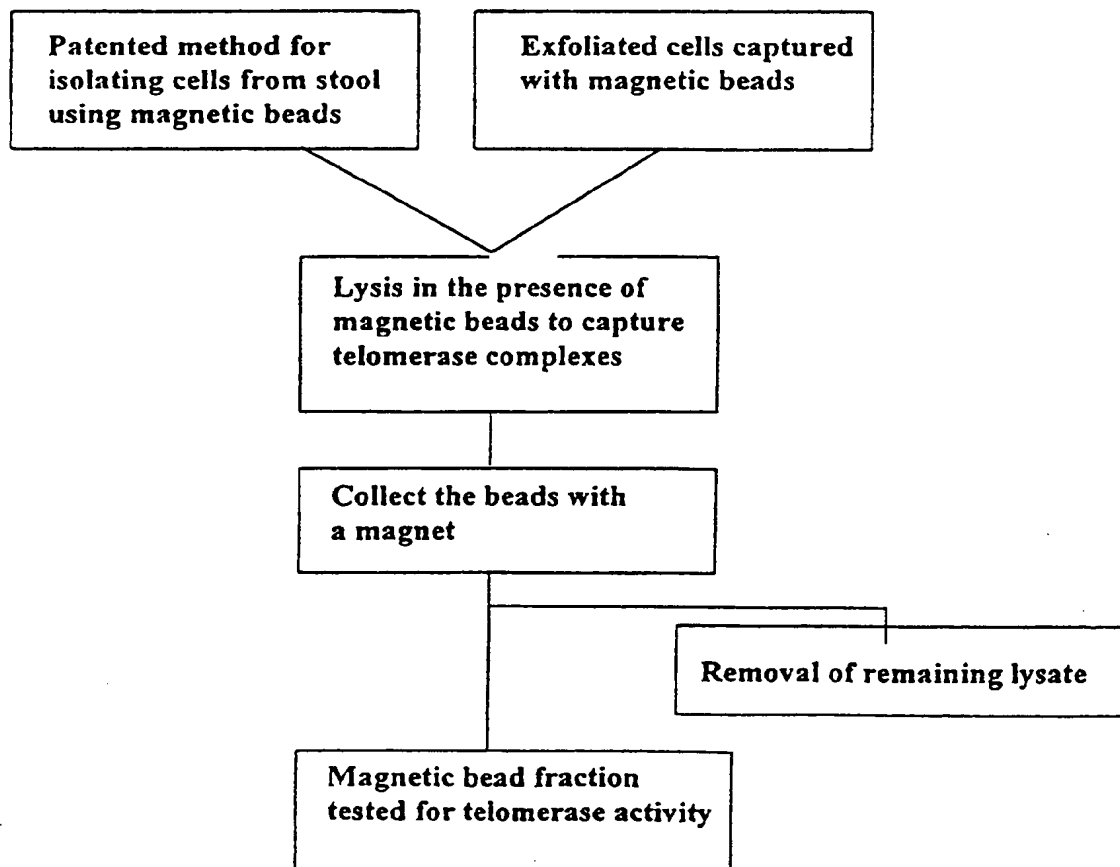 Patented method for
isolating cells from stool
using magnetic beads
Exfoliated cells captured
with magnetic beads
Lysis in the presence of
magnetic beads to capture
telomerase complexes
Collect the beads with
a magnet
Removal of remaining lysate
Magnetic bead fraction
tested for telomerase activity